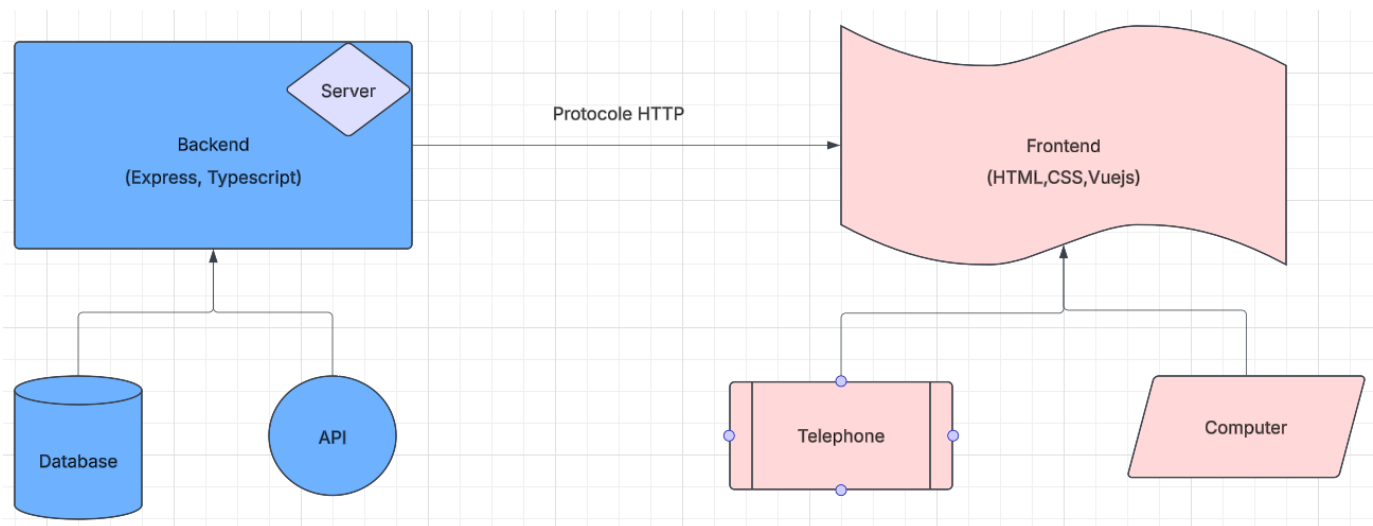 Server
Backend
(Express, Typescript)
Protocole HTTP
Frontend
(HTML,CSS,Vuejs)
Database
API
Telephone
Computer